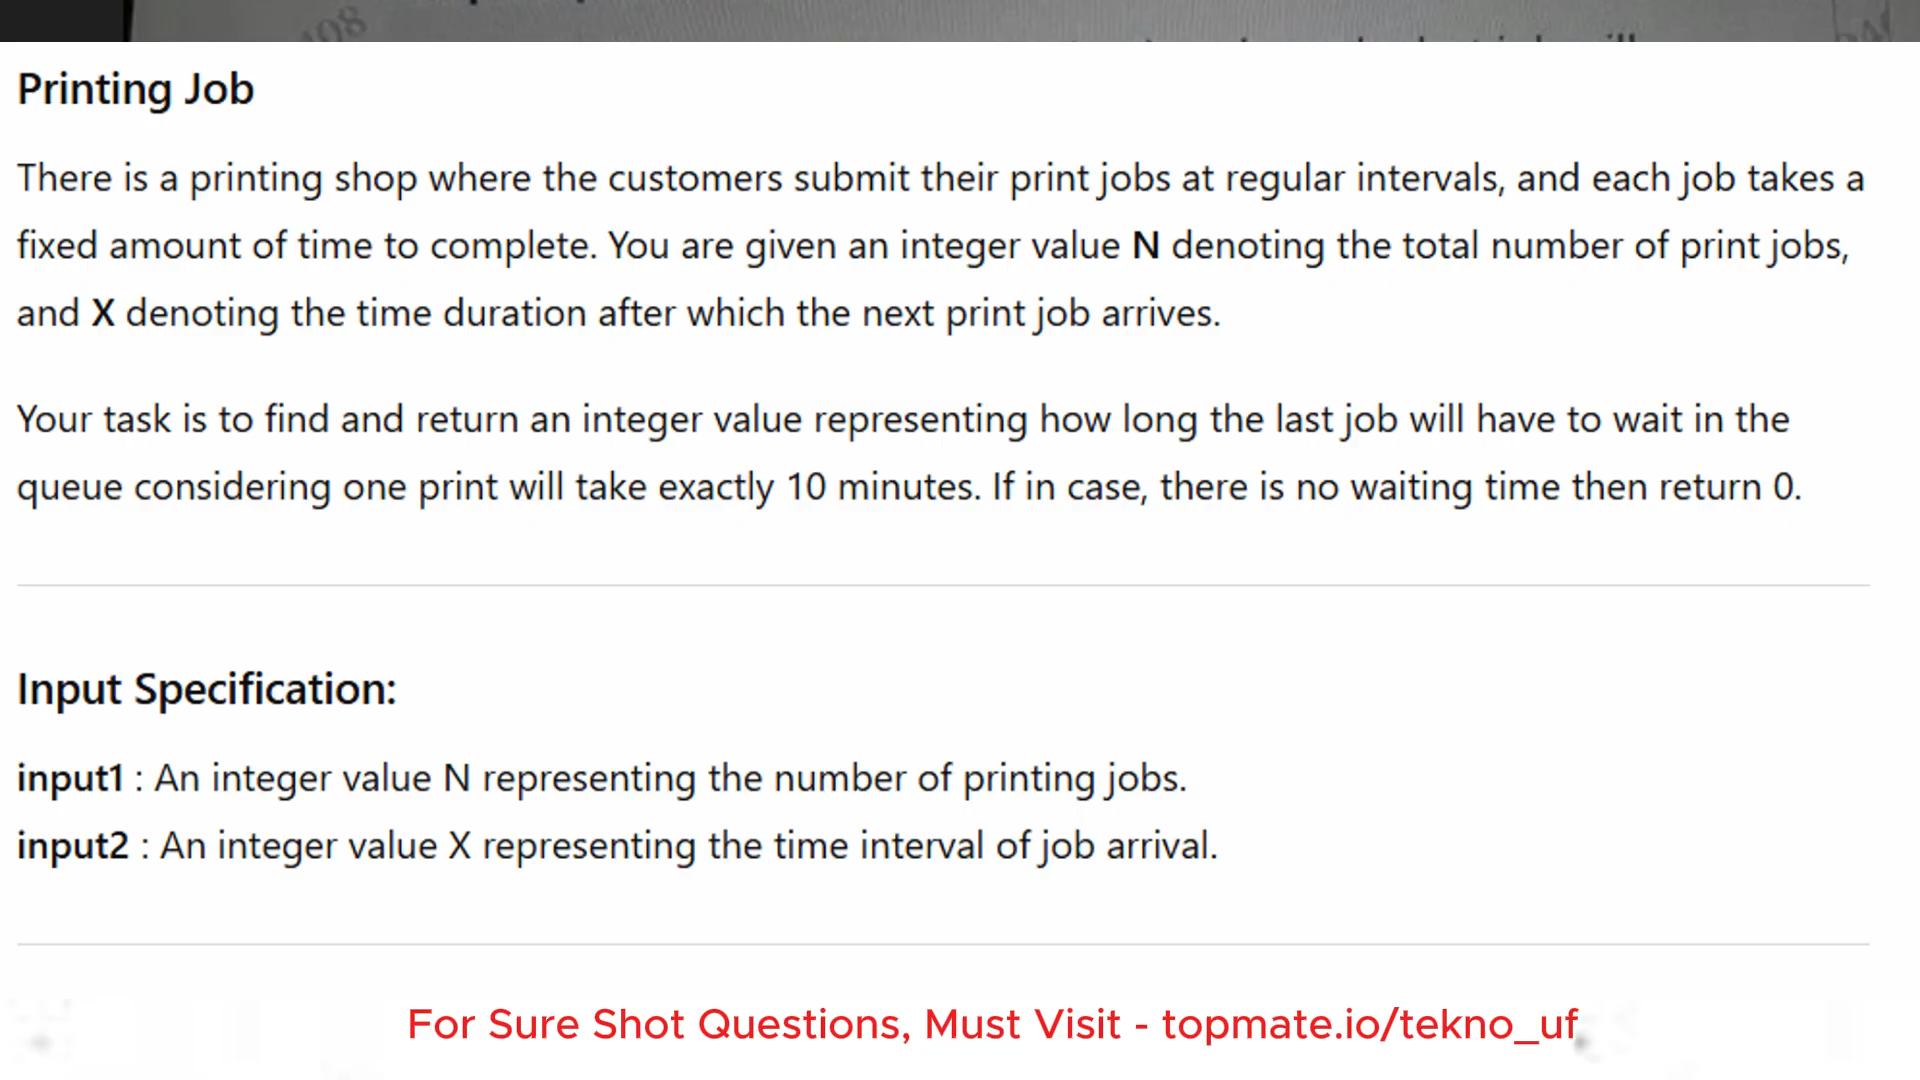 Printing Job
There is a printing shop where the customers submit their print jobs at regular intervals, and each job takes a
fixed amount of time to complete. You are given an integer value N denoting the total number of print jobs,
and X denoting the time duration after which the next print job arrives.
Your task is to find and return an integer value representing how long the last job will have to wait in the
queue considering one print will take exactly 10 minutes. If in case, there is no waiting time then return 0.
Input Specification:
input1 : An integer value N representing the number of printing jobs.
input2 : An integer value X representing the time interval of job arrival.
For Sure Shot Questions, Must Visit - topmate.io/tekno_uf